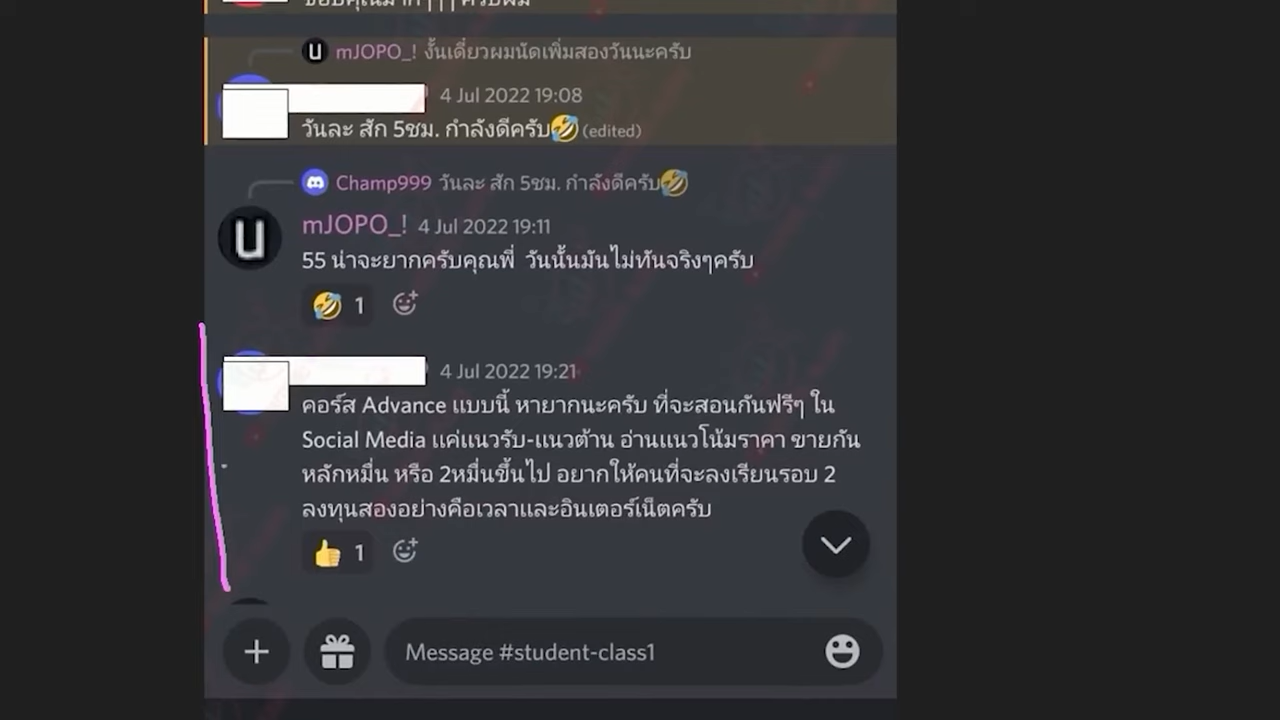 mJOPO_! งั้นเดี๋ยวผมนัดเพิ่มสองวันนะครับ
4 Jul 2022 19:08
วันละ สัก 5ชม. กำลังดีครับ🤣 (edited)
Champ999 วันละ สัก 5ชม. กำลังดีครับ🤣
mJOPO_! 4 Jul 2022 19:11
55 น่าจะยากครับคุณพี่ วันนั้นมันไม่ทันจริงๆครับ
🤣 1
4 Jul 2022 19:21
คอร์ส Advance แบบนี้ หายากนะครับ ที่จะสอนกันฟรีๆ ใน
Social Media แค่แนวรับ-แนวต้าน อ่านแนวโน้มราคา ขายกัน
หลักหมื่น หรือ 2หมื่นขึ้นไป อยากให้คนที่จะลงเรียนรอบ 2
ลงทุนสองอย่างคือเวลาและอินเตอร์เน็ตครับ
👍 1
Message #student-class1